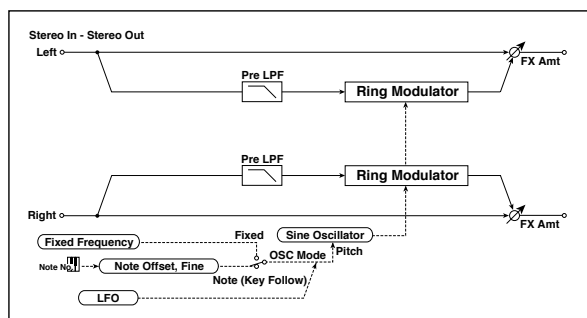 Stereo In - Stereo Out
Left
FX Amt
Pre LPF
Ring Modulator
Pre LPF
Ring Modulator
Right
FX Amt
Fixed Frequency
Fixed
Sine Oscillator
OSC Mode
Pitch
Note No.
Note Offset, Fine
Note (Key Follow)
LFO